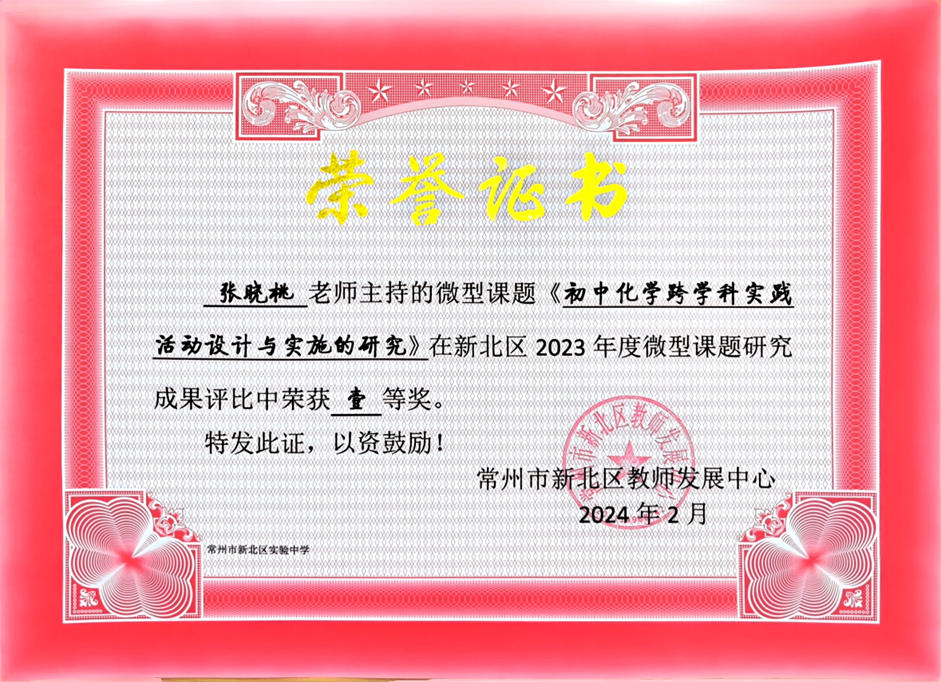 荣誉证书
张晓桃 老师主持的微型课题《初中化学跨学科实践
活动设计与实施的研究》在新北区 2023 年度微型课题研究
成果评比中荣获 壹 等奖。
特发此证，以资鼓励！
常州市新北区教师发展中心
2024 年 2 月
常州市新北区实验中学